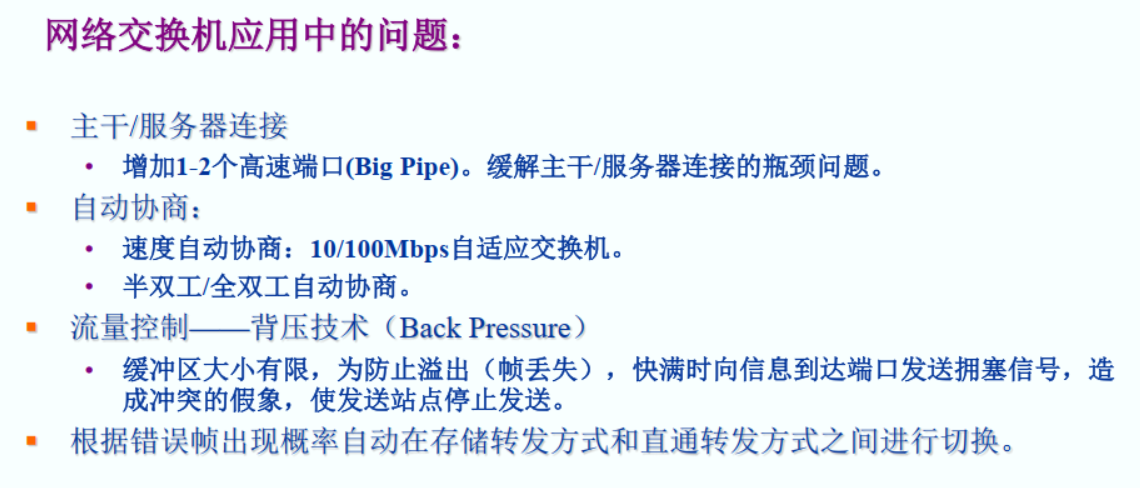 网络交换机应用中的问题：
主干/服务器连接
增加1-2个高速端口(Big Pipe)。缓解主干/服务器连接的瓶颈问题。
自动协商：
速度自动协商：10/100Mbps自适应交换机。
半双工/全双工自动协商。
流量控制——背压技术（Back Pressure）
缓冲区大小有限，为防止溢出（帧丢失），快满时向信息到达端口发送拥塞信号，造
成冲突的假象，使发送站点停止发送。
根据错误帧出现概率自动在存储转发方式和直通转发方式之间进行切换。